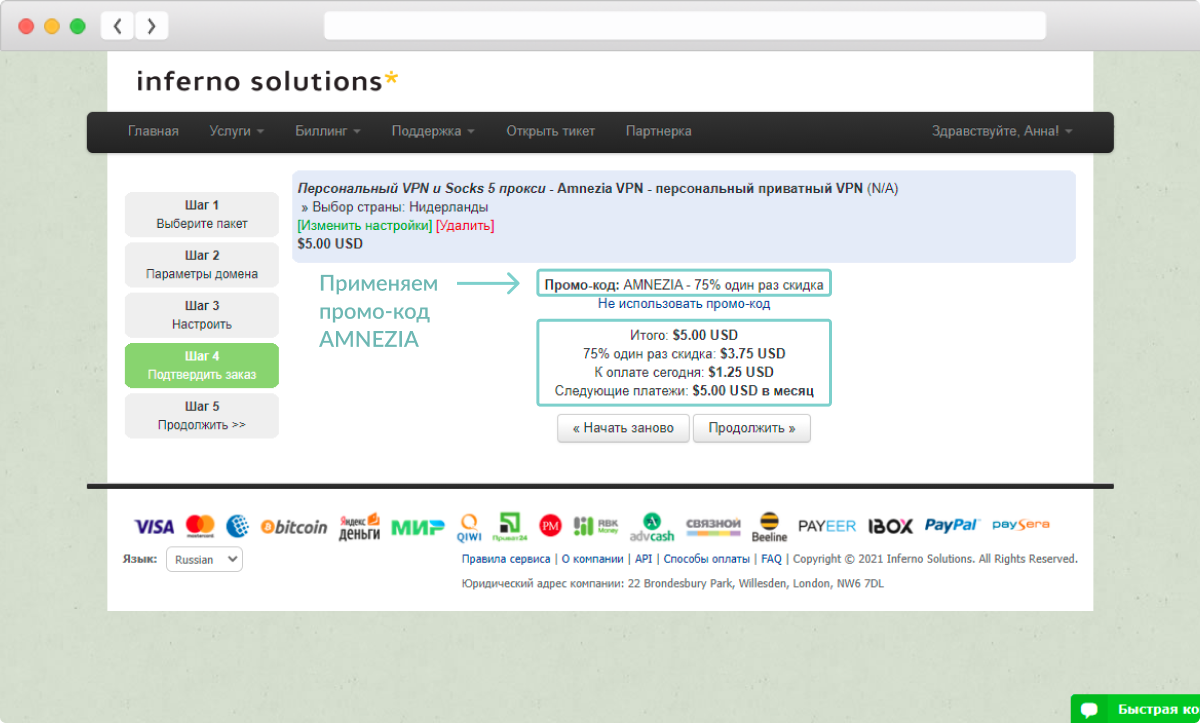 inferno solutions*
Главная Услуги Биллинг Поддержка Открыть тикет Партнерка Здравствуйте, Анна!
Шаг 1
Выберите пакет
Шаг 2
Параметры домена
Шаг 3
Настроить
Шаг 4
Подтвердить заказ
Шаг 5
Продолжить >>
Персональный VPN и Socks 5 прокси - Amnezia VPN - персональный приватный VPN (N/A)
» Выбор страны: Нидерланды
[Изменить настройки] [Удалить]
$5.00 USD
Применяем
промо-код
AMNEZIA
Промо-код: AMNEZIA - 75% один раз скидка
Не использовать промо-код
Итого: $5.00 USD
75% один раз скидка: $3.75 USD
К оплате сегодня: $1.25 USD
Следующие платежи: $5.00 USD в месяц
« Начать заново Продолжить »
VISA mastercard bitcoin Яндекс деньги МИР QIWI Приват24 PM RBK Money advcash СВЯЗНОЙ Beeline PAYEER IBOX PayPal paysera
Язык: Russian
Правила сервиса | О компании | API | Способы оплаты | FAQ | Copyright © 2021 Inferno Solutions. All Rights Reserved.
Юридический адрес компании: 22 Brondesbury Park, Willesden, London, NW6 7DL
Быстрая ко